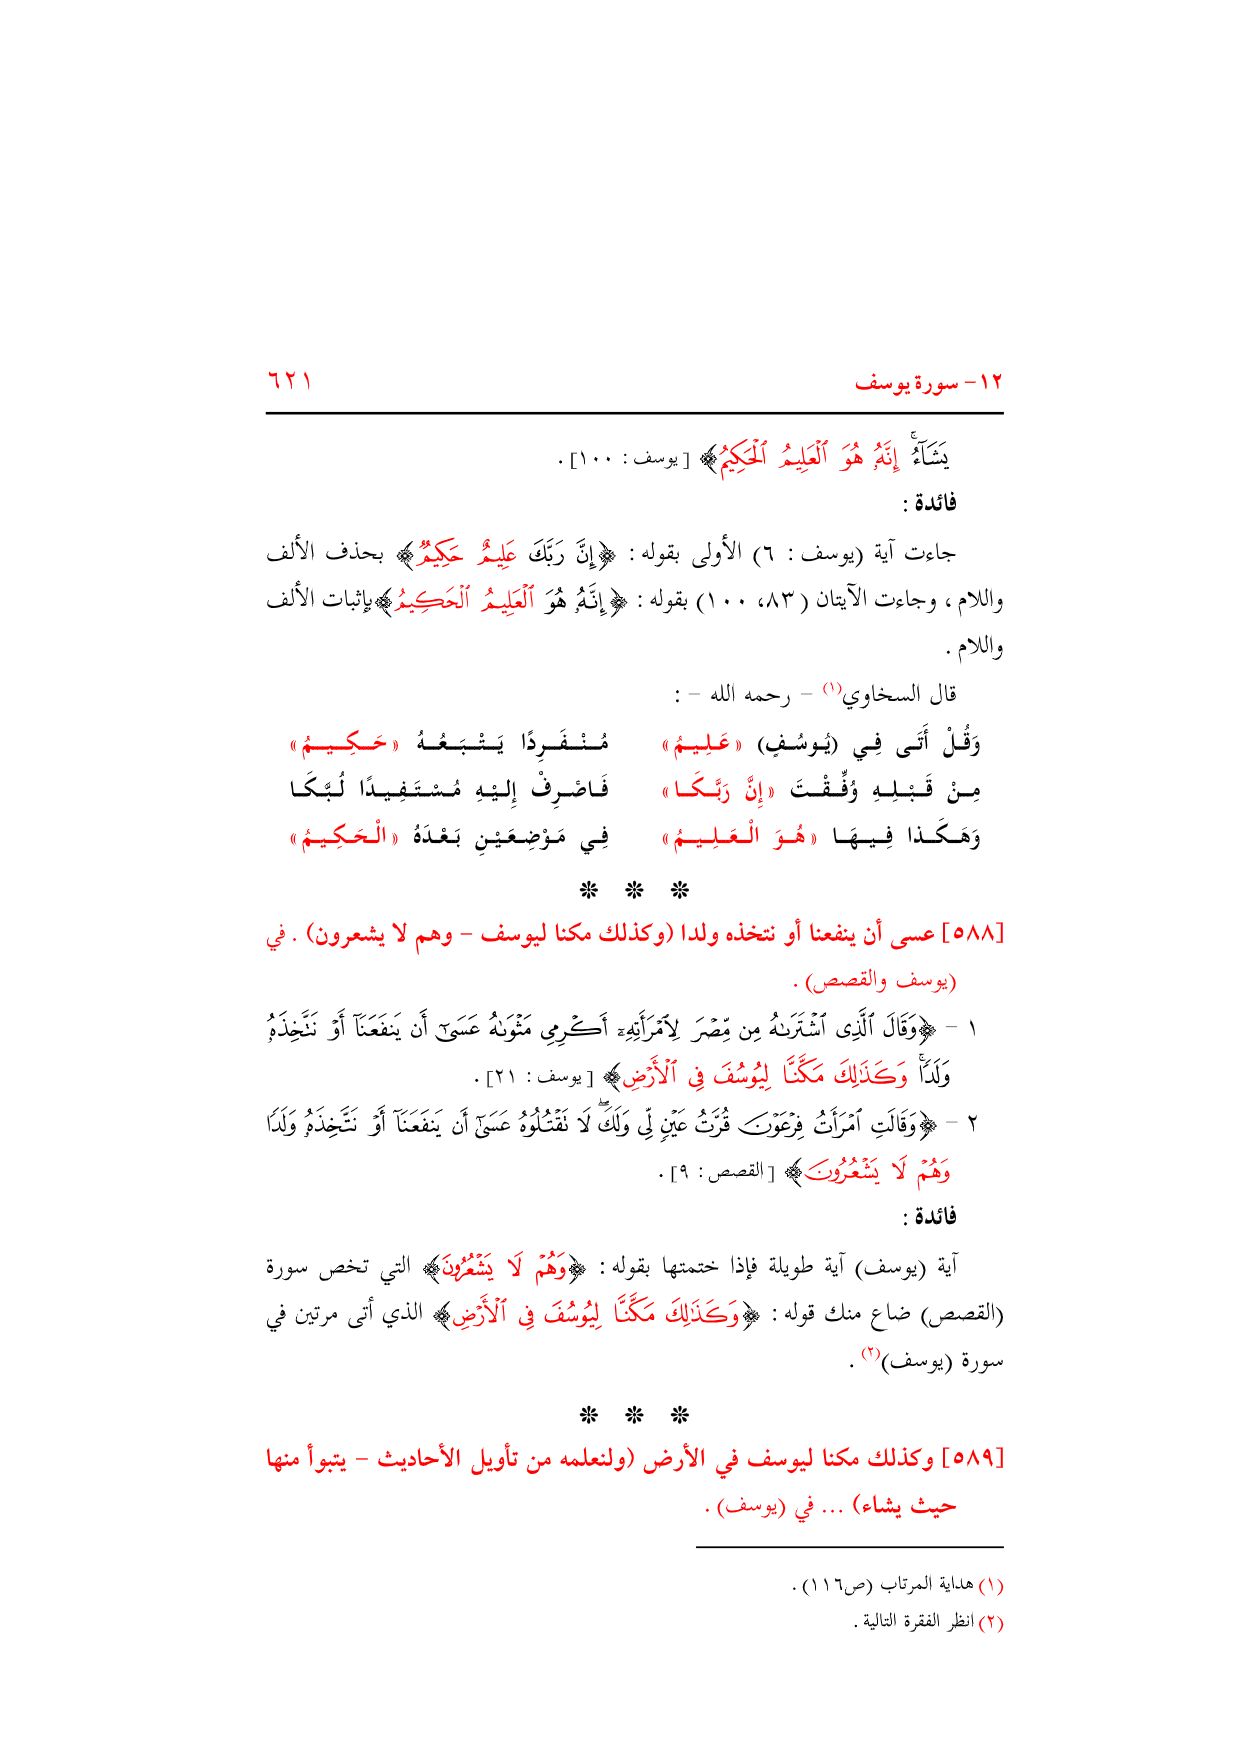 ١٢- سورة يوسف ٦٢١
يَشَآءُۚ إِنَّهُۥ هُوَ ٱلْعَلِيمُ ٱلْحَكِيمُ﴾ [يوسف : ١٠٠] .
فائدة :
جاءت آية (يوسف : ٦) الأولى بقوله : ﴿إِنَّ رَبَّكَ عَلِيمٌ حَكِيمٌ﴾ بحذف الألف
واللام ، وجاءت الآيتان (٨٣، ١٠٠) بقوله : ﴿إِنَّهُۥ هُوَ ٱلْعَلِيمُ ٱلْحَكِيمُ﴾بإثبات الألف
واللام .
قال السخاوي(١) – رحمه الله – :
وَقُلْ أَتَى فِي (يُوسُفٍ) «عَلِيمُ» مُنْفَرِدًا يَتْبَعُهُ «حَكِيمُ»
مِنْ قَبْلِهِ وُفِّقْتَ «إِنَّ رَبَّكَا» فَاصْرِفْ إِلَيْهِ مُسْتَفِيدًا لُبَّكَا
وَهَكَذا فِيهَا «هُوَ الْعَلِيمُ» فِي مَوْضِعَيْنِ بَعْدَهُ «الْحَكِيمُ»
❊ ❊ ❊
[٥٨٨] عسى أن ينفعنا أو نتخذه ولدا (وكذلك مكنا ليوسف – وهم لا يشعرون) . في
(يوسف والقصص) .
١ – ﴿وَقَالَ ٱلَّذِى ٱشْتَرَىٰهُ مِن مِّصْرَ لِٱمْرَأَتِهِۦٓ أَكْرِمِى مَثْوَىٰهُ عَسَىٰٓ أَن يَنفَعَنَآ أَوْ نَتَّخِذَهُۥ
وَلَدًاۚ وَكَذَٰلِكَ مَكَّنَّا لِيُوسُفَ فِى ٱلْأَرْضِ﴾ [يوسف : ٢١] .
٢ – ﴿وَقَالَتِ ٱمْرَأَتُ فِرْعَوْنَ قُرَّتُ عَيْنٍ لِّى وَلَكَۖ لَا تَقْتُلُوهُ عَسَىٰٓ أَن يَنفَعَنَآ أَوْ نَتَّخِذَهُۥ وَلَدًا
وَهُمْ لَا يَشْعُرُونَ﴾ [القصص : ٩] .
فائدة :
آية (يوسف) آية طويلة فإذا ختمتها بقوله : ﴿وَهُمْ لَا يَشْعُرُونَ﴾ التي تخص سورة
(القصص) ضاع منك قوله : ﴿وَكَذَٰلِكَ مَكَّنَّا لِيُوسُفَ فِى ٱلْأَرْضِ﴾ الذي أتى مرتين في
سورة (يوسف)(٢) .
❊ ❊ ❊
[٥٨٩] وكذلك مكنا ليوسف في الأرض (ولنعلمه من تأويل الأحاديث – يتبوأ منها
حيث يشاء) ... في (يوسف) .
(١) هداية المرتاب (ص١١٦) .
(٢) انظر الفقرة التالية .